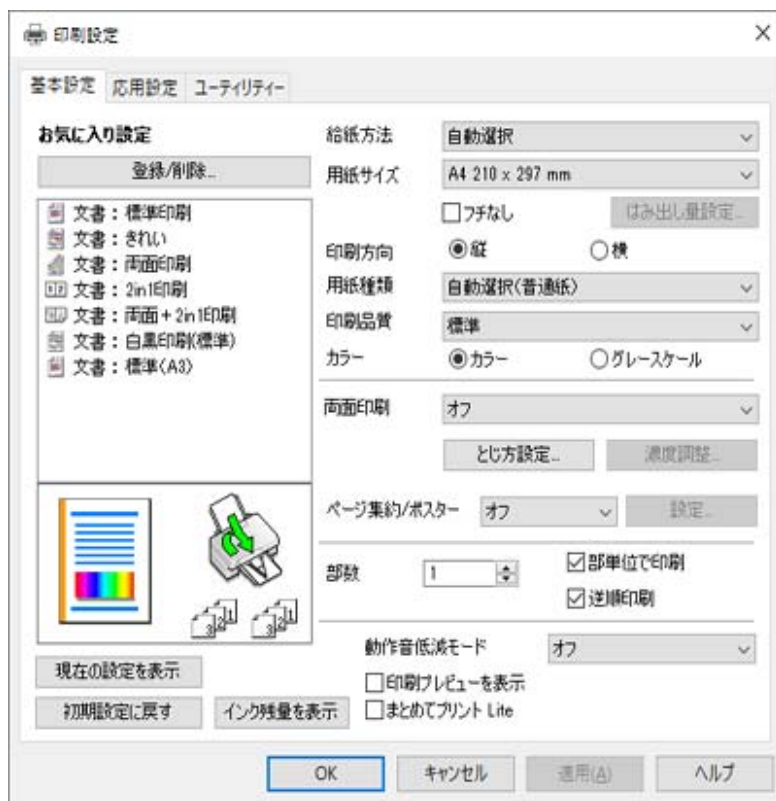 印刷設定
基本設定 応用設定 ユーティリティー
お気に入り設定
登録/削除...
文書：標準印刷
文書：きれい
文書：両面印刷
文書：2in1印刷
文書：両面＋2in1印刷
文書：白黒印刷(標準)
文書：標準(A3)
3 2 1 3 2 1
現在の設定を表示
初期設定に戻す インク残量を表示
給紙方法 自動選択
用紙サイズ A4 210 x 297 mm
フチなし はみ出し量設定...
印刷方向 縦 横
用紙種類 自動選択(普通紙)
印刷品質 標準
カラー カラー グレースケール
両面印刷 オフ
とじ方設定... 濃度調整...
ページ集約/ポスター オフ 設定...
部数 1 部単位で印刷
逆順印刷
動作音低減モード オフ
印刷プレビューを表示
まとめてプリント Lite
OK キャンセル 適用(A) ヘルプ